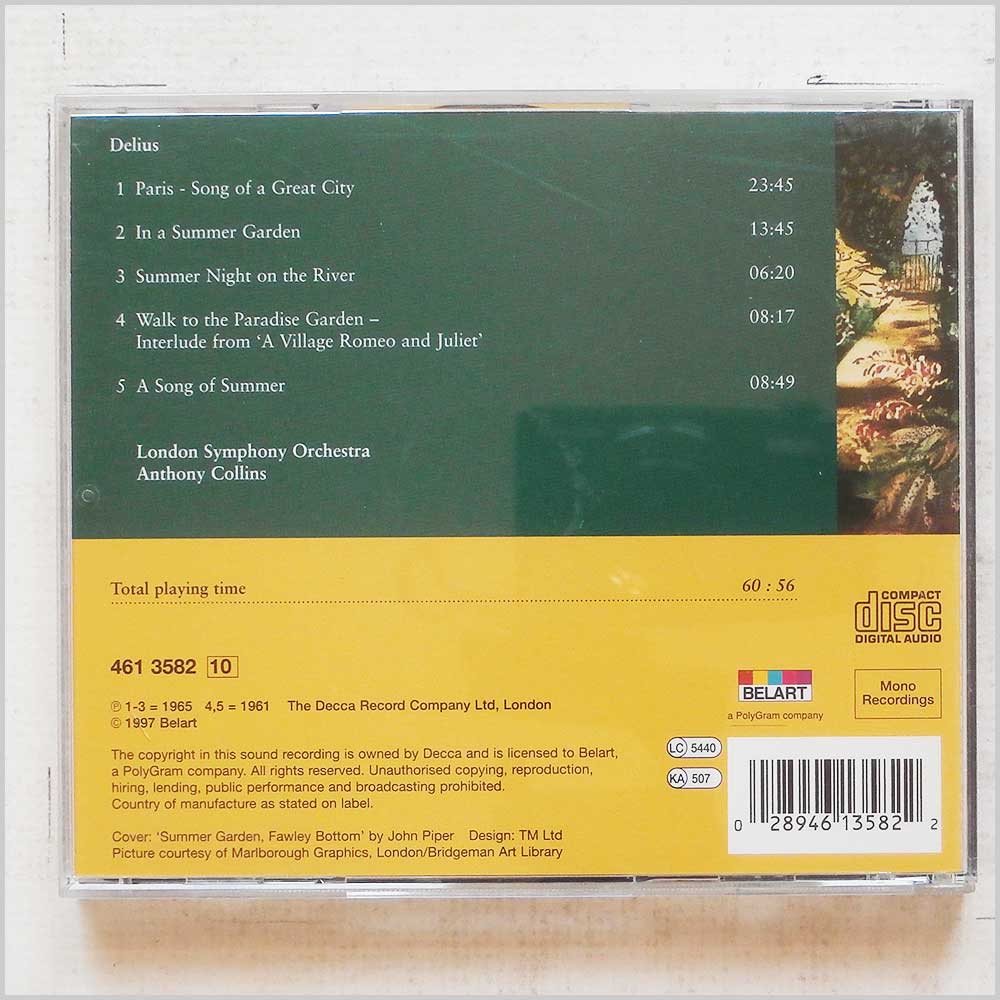 Delius
1 Paris - Song of a Great City 23:45
2 In a Summer Garden 13:45
3 Summer Night on the River 06:20
4 Walk to the Paradise Garden – 08:17
Interlude from ‘A Village Romeo and Juliet’
5 A Song of Summer 08:49
London Symphony Orchestra
Anthony Collins
Total playing time 60 : 56
COMPACT
disc
DIGITAL AUDIO
461 3582 10
BELART
a PolyGram company
Mono
Recordings
℗ 1-3 = 1965 4,5 = 1961 The Decca Record Company Ltd, London
© 1997 Belart
The copyright in this sound recording is owned by Decca and is licensed to Belart,
a PolyGram company. All rights reserved. Unauthorised copying, reproduction,
hiring, lending, public performance and broadcasting prohibited.
Country of manufacture as stated on label.
LC 5440
KA 507
Cover: ‘Summer Garden, Fawley Bottom’ by John Piper Design: TM Ltd
Picture courtesy of Marlborough Graphics, London/Bridgeman Art Library
0 28946 13582 2